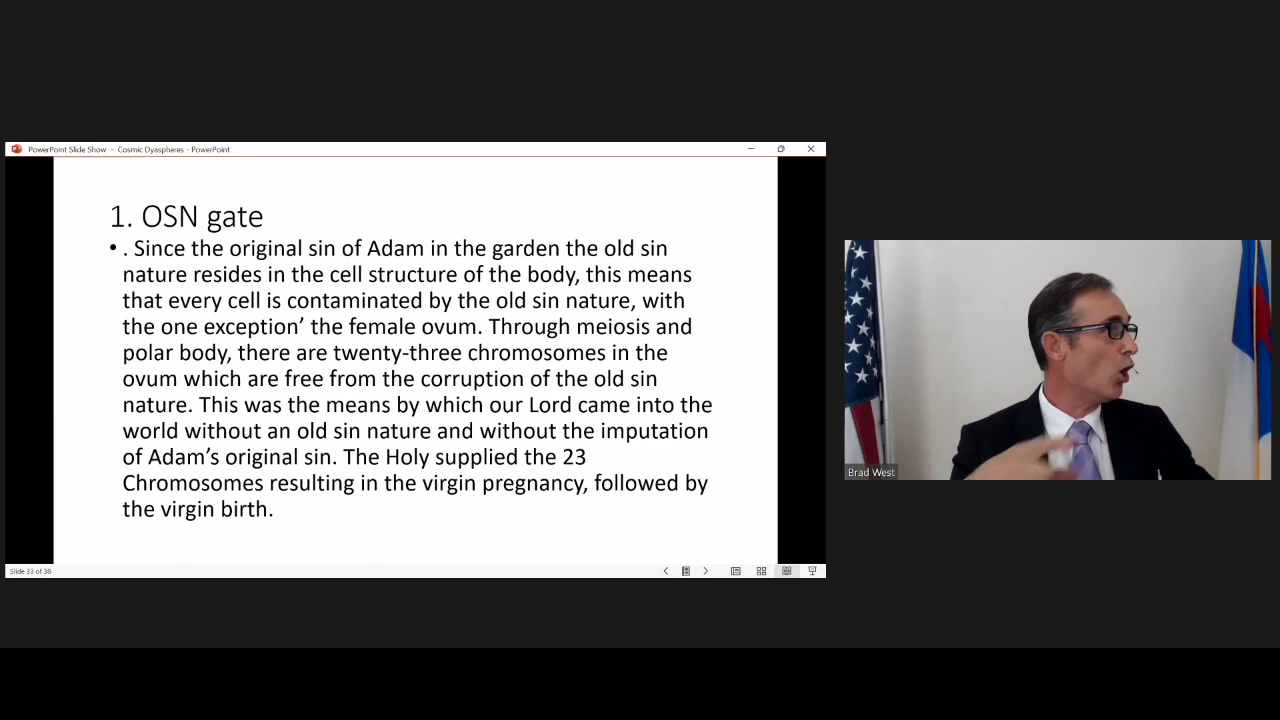 PowerPoint Slide Show - Cosmic Dyaspheres - PowerPoint
1. OSN gate
• . Since the original sin of Adam in the garden the old sin
nature resides in the cell structure of the body, this means
that every cell is contaminated by the old sin nature, with
the one exception’ the female ovum. Through meiosis and
polar body, there are twenty-three chromosomes in the
ovum which are free from the corruption of the old sin
nature. This was the means by which our Lord came into the
world without an old sin nature and without the imputation
of Adam’s original sin. The Holy supplied the 23
Chromosomes resulting in the virgin pregnancy, followed by
the virgin birth.
Slide 33 of 38
Brad West